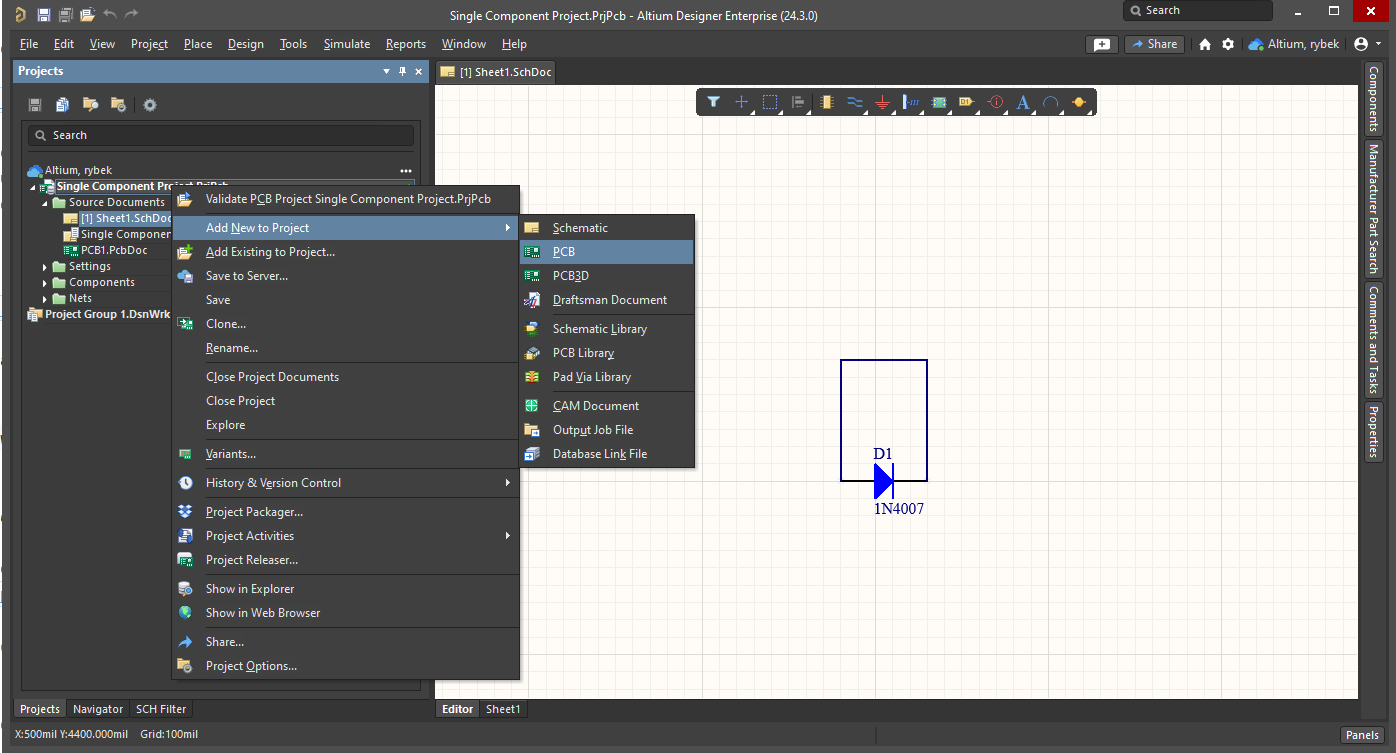 Single Component Project.PrjPcb - Altium Designer Enterprise (24.3.0)
Search
File Edit View Project Place Design Tools Simulate Reports Window Help
Share
Altium, rybek
Projects
[1] Sheet1.SchDoc
Search
Altium, rybek
Single Component Project.PrjPcb
Source Documents
[1] Sheet1.SchDoc
Single Componen
PCB1.PcbDoc
Settings
Components
Nets
Project Group 1.DsnWrk
Validate PCB Project Single Component Project.PrjPcb
Add New to Project
Add Existing to Project...
Save to Server...
Save
Clone...
Rename...
Close Project Documents
Close Project
Explore
Variants...
History & Version Control
Project Packager...
Project Activities
Project Releaser...
Show in Explorer
Show in Web Browser
Share...
Project Options...
Schematic
PCB
PCB3D
Draftsman Document
Schematic Library
PCB Library
Pad Via Library
CAM Document
Output Job File
Database Link File
A
D1
1N4007
Components
Manufacturer Part Search
Comments and Tasks
Properties
Projects Navigator SCH Filter
Editor Sheet1
X:500mil Y:4400.000mil Grid:100mil
Panels